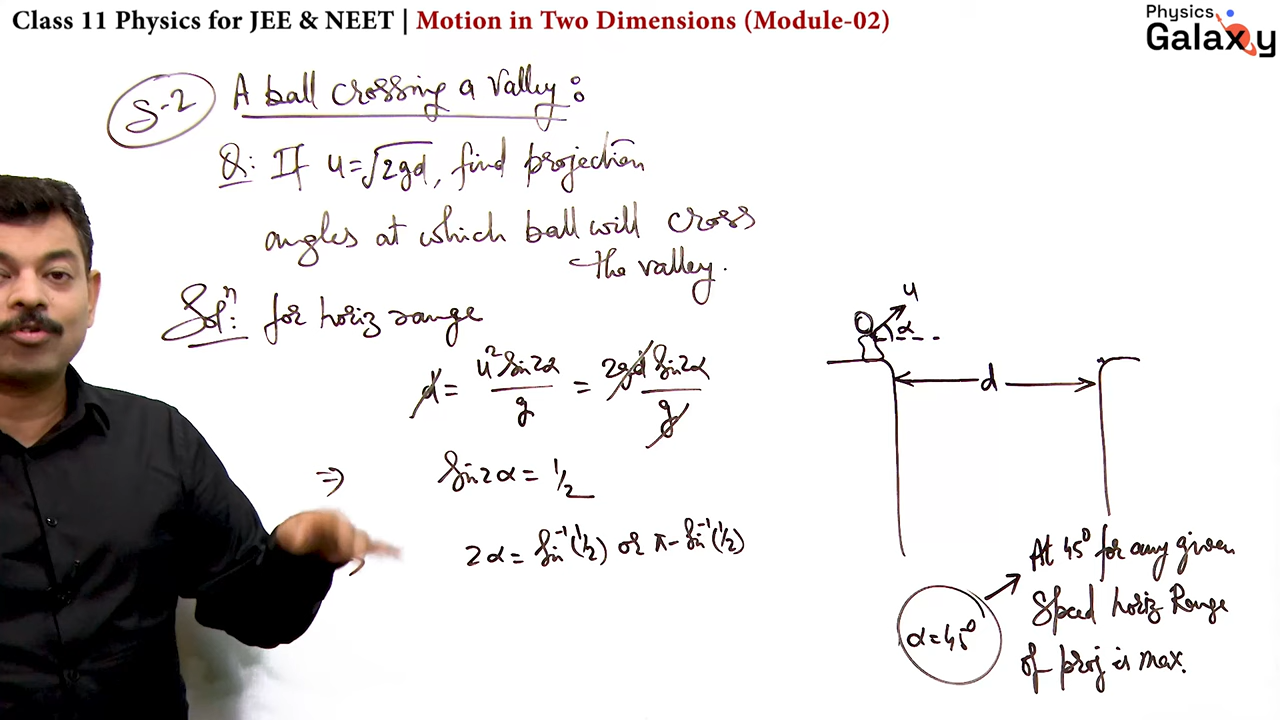 Class 11 Physics for JEE & NEET | Motion in Two Dimensions (Module-02)
Physics
Galaxy
S-2 A ball crossing a Valley:
Q: If u=√2gd, find projection
angles at which ball will cross
the valley.
Solⁿ: for horiz range
d = u² Sin2α / g = 2gd Sin2α / g
⇒ Sin2α = 1/2
2α = Sin⁻¹(1/2) or π - Sin⁻¹(1/2)
u
α
d
α=45°
At 45° for any given
Speed horiz Range
of proj is max.